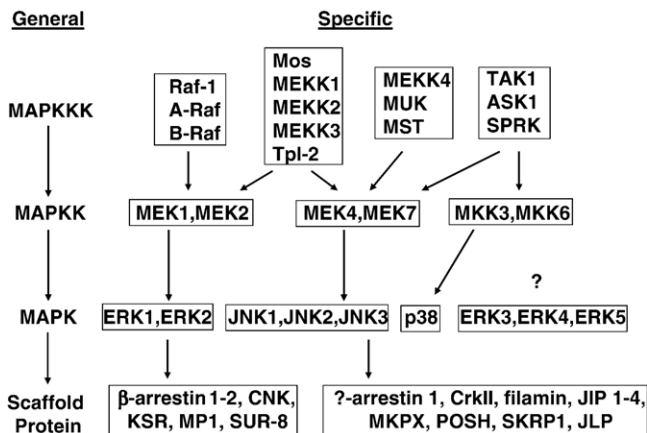 General Specific
Raf-1
A-Raf
B-Raf
Mos
MEKK1
MEKK2
MEKK3
Tpl-2
MEKK4
MUK
MST
TAK1
ASK1
SPRK
MAPKKK
MAPKK
MEK1,MEK2
MEK4,MEK7
MKK3,MKK6
?
MAPK
ERK1,ERK2
JNK1,JNK2,JNK3
p38
ERK3,ERK4,ERK5
Scaffold
Protein
β-arrestin 1-2, CNK,
KSR, MP1, SUR-8
?-arrestin 1, CrkII, filamin, JIP 1-4,
MKPX, POSH, SKRP1, JLP